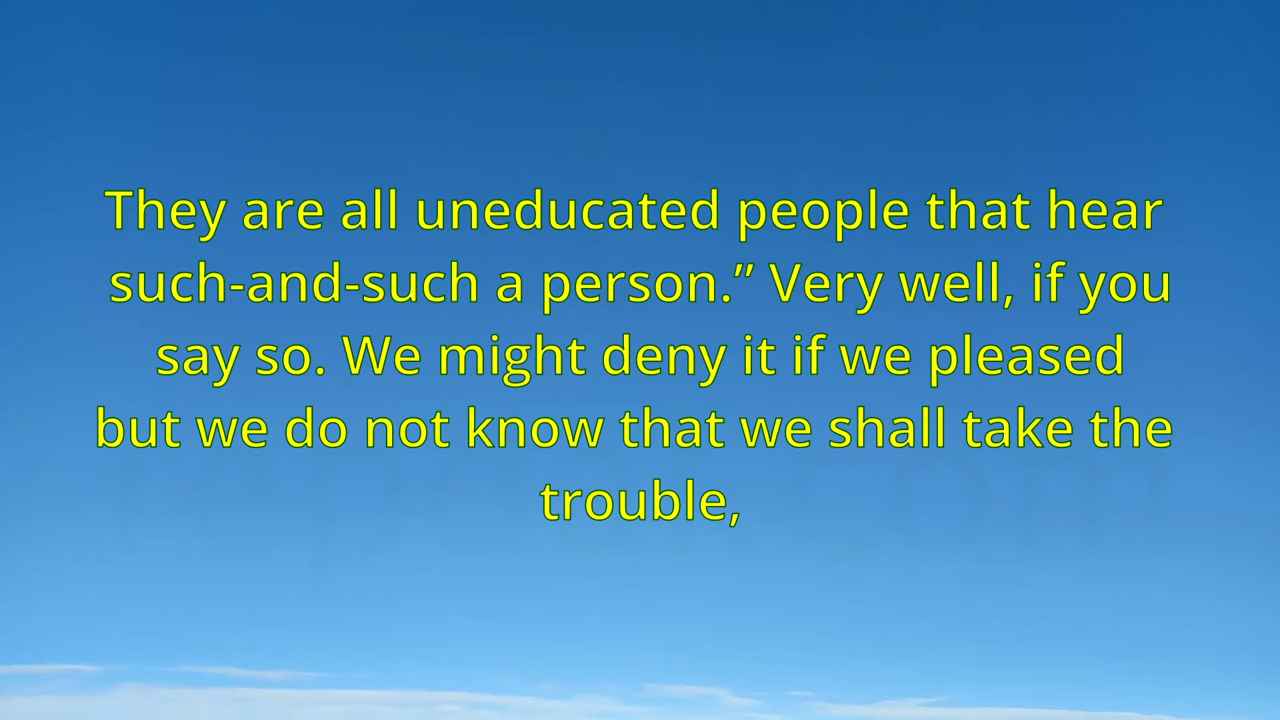 They are all uneducated people that hear
such-and-such a person.” Very well, if you
say so. We might deny it if we pleased
but we do not know that we shall take the
trouble,